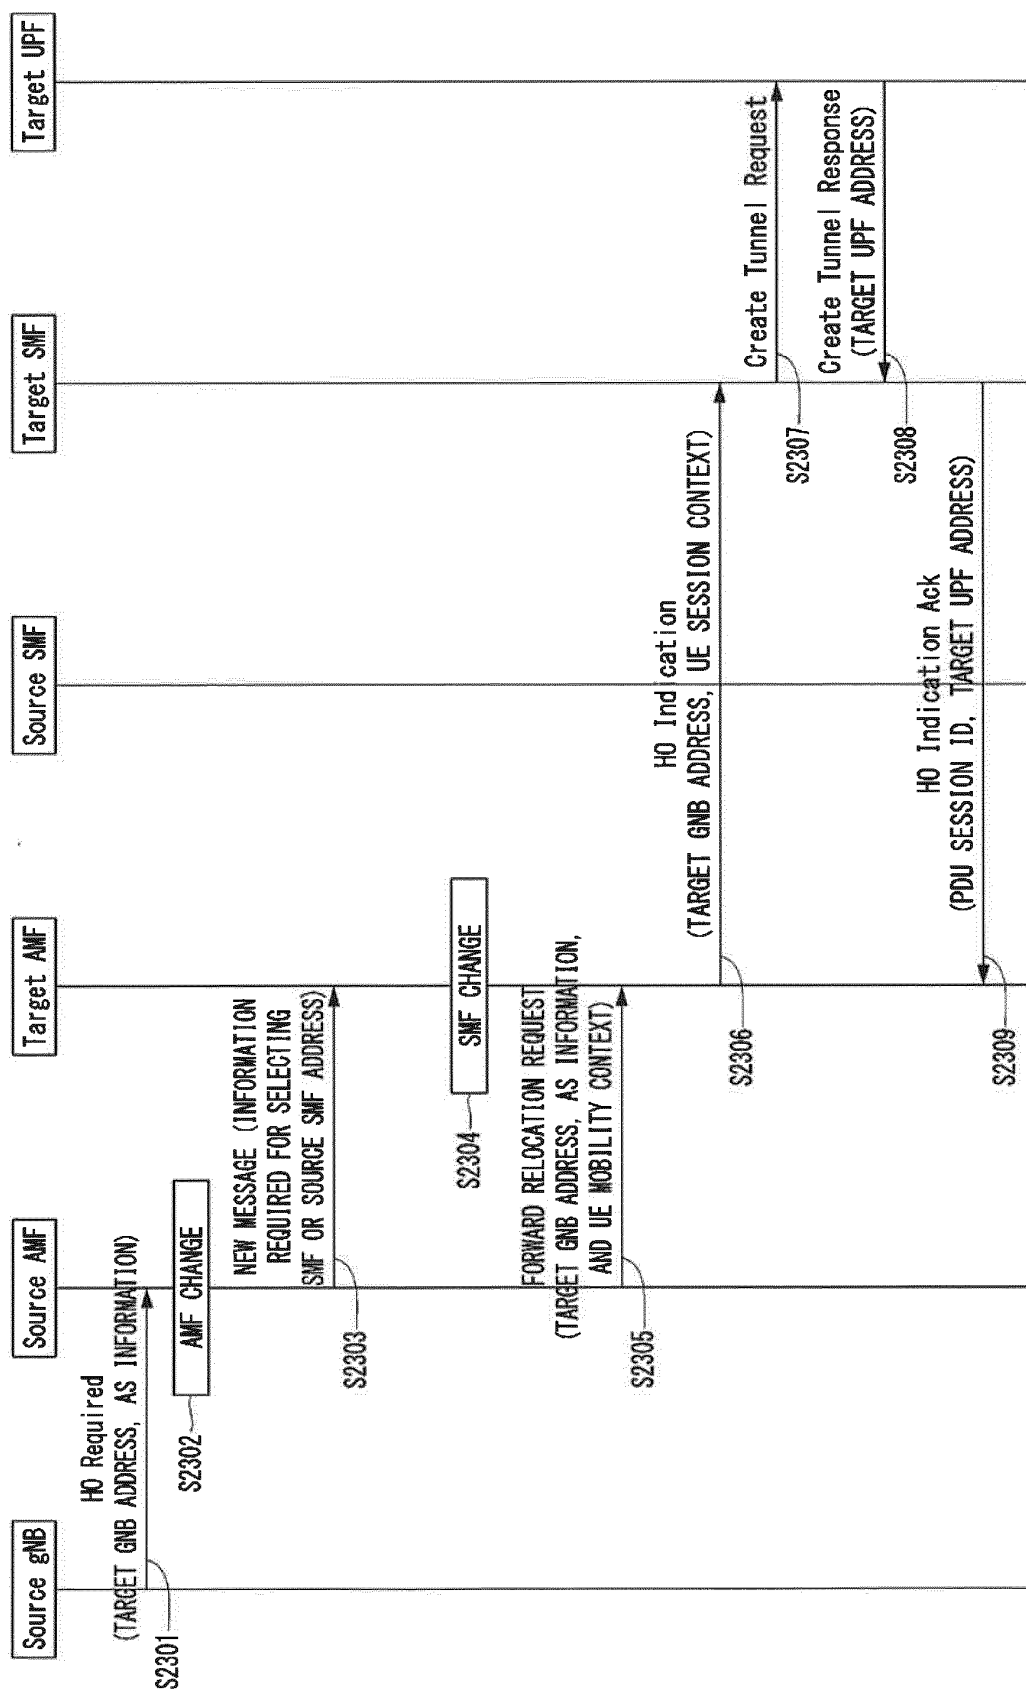 Source gNB
Source AMF
Target AMF
Source SMF
Target SMF
Target UPF
HO Required
(TARGET GNB ADDRESS, AS INFORMATION)
S2301
AMF CHANGE
S2302
NEW MESSAGE (INFORMATION
REQUIRED FOR SELECTING
SMF OR SOURCE SMF ADDRESS)
S2303
SMF CHANGE
S2304
FORWARD RELOCATION REQUEST
(TARGET GNB ADDRESS, AS INFORMATION,
AND UE MOBILITY CONTEXT)
S2305
HO Indication
(TARGET GNB ADDRESS, UE SESSION CONTEXT)
S2306
Create Tunnel Request
S2307
Create Tunnel Response
(TARGET UPF ADDRESS)
S2308
HO Indication Ack
(PDU SESSION ID, TARGET UPF ADDRESS)
S2309